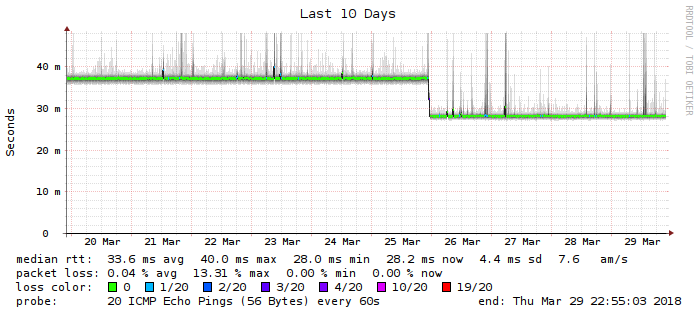 Last 10 Days
RRDTOOL / TOBI OETIKER
Seconds
40 m
30 m
20 m
10 m
0
20 Mar 21 Mar 22 Mar 23 Mar 24 Mar 25 Mar 26 Mar 27 Mar 28 Mar 29 Mar
median rtt: 33.6 ms avg 40.0 ms max 28.0 ms min 28.2 ms now 4.4 ms sd 7.6 am/s
packet loss: 0.04 % avg 13.31 % max 0.00 % min 0.00 % now
loss color: 0 1/20 2/20 3/20 4/20 10/20 19/20
probe: 20 ICMP Echo Pings (56 Bytes) every 60s end: Thu Mar 29 22:55:03 2018